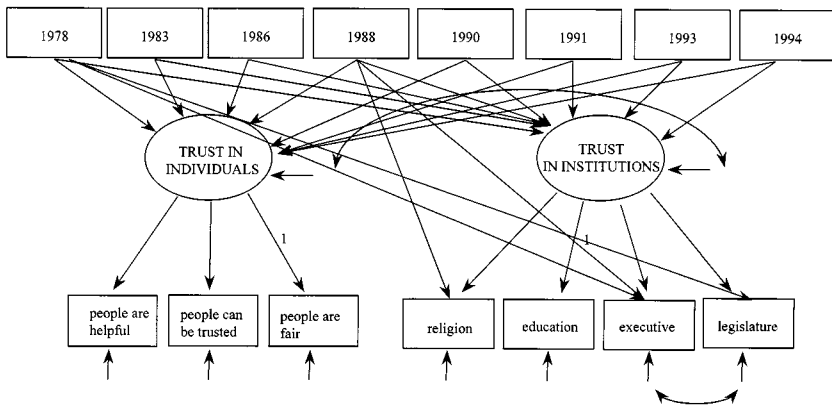 1978
1983
1986
1988
1990
1991
1993
1994
TRUST IN
INDIVIDUALS
TRUST
IN INSTITUTIONS
1
1
people are
helpful
people can
be trusted
people are
fair
religion
education
executive
legislature